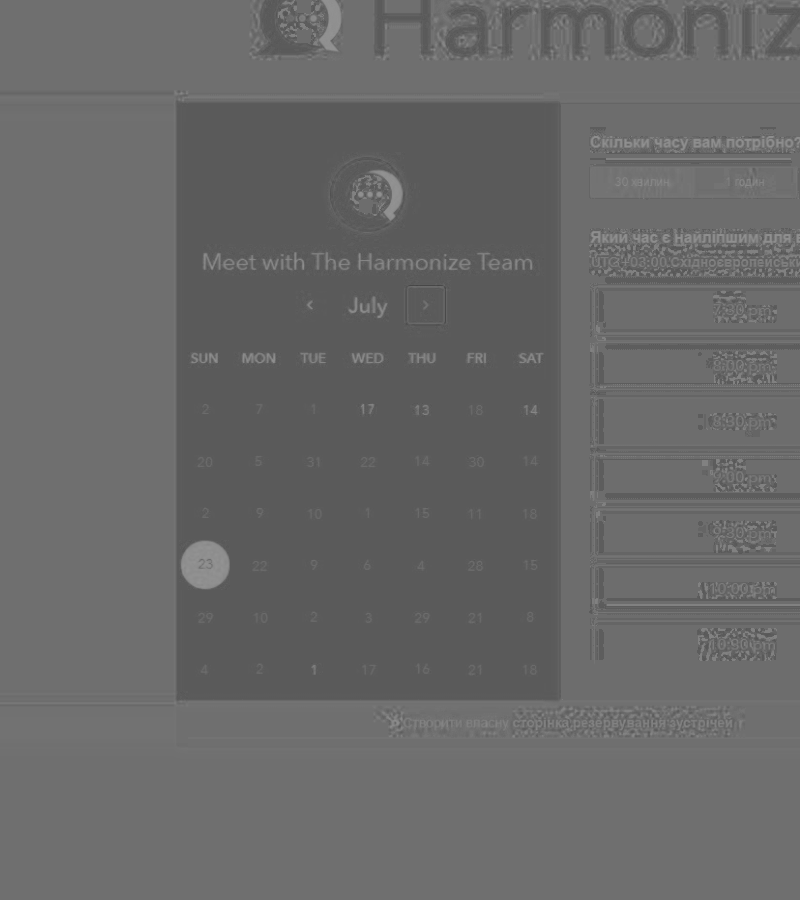 Harmoniz
Meet with The Harmonize Team
‹ July ›
SUN MON TUE WED THU FRI SAT
2 7 1 17 13 18 14
20 5 31 22 14 30 14
2 9 10 1 15 11 18
23 22 9 6 4 28 15
29 10 2 3 29 21 8
4 2 1 17 16 21 18
Скільки часу вам потрібно?
30 хвилин 1 годин
Який час є найліпшим для в
UTC +03:00 Східноєвропейськи
7:30 pm
8:00 pm
8:30 pm
9:00 pm
9:30 pm
10:00 pm
10:30 pm
Створити власну сторінка резервування зустрічей